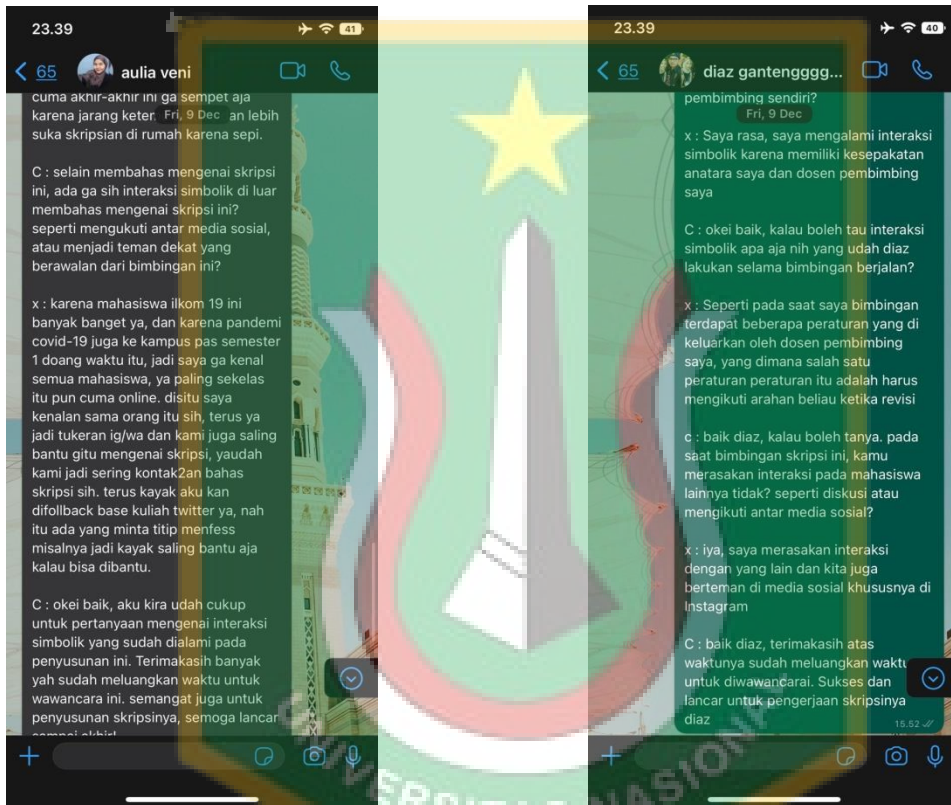 23.39
41
65
aulia veni
cuma akhir-akhir ini ga sempet aja
karena jarang keter
Fri, 9 Dec
an lebih
suka skripsian di rumah karena sepi.
C : selain membahas mengenai skripsi
ini, ada ga sih interaksi simbolik di luar
membahas mengenai skripsi ini?
seperti mengukuti antar media sosial,
atau menjadi teman dekat yang
berawalan dari bimbingan ini?
x : karena mahasiswa ilkom 19 ini
banyak banget ya, dan karena pandemi
covid-19 juga ke kampus pas semester
1 doang waktu itu, jadi saya ga kenal
semua mahasiswa, ya paling sekelas
itu pun cuma online. disitu saya
kenalan sama orang itu sih, terus ya
jadi tukeran ig/wa dan kami juga saling
bantu gitu mengenai skripsi, yaudah
kami jadi sering kontak2an bahas
skripsi sih. terus kayak aku kan
difollback base kuliah twitter ya, nah
itu ada yang minta titip menfess
misalnya jadi kayak saling bantu aja
kalau bisa dibantu.
C : okei baik, aku kira udah cukup
untuk pertanyaan mengenai interaksi
simbolik yang sudah dialami pada
penyusunan ini. Terimakasih banyak
yah sudah meluangkan waktu untuk
wawancara ini. semangat juga untuk
penyusunan skripsinya, semoga lancar
sampai akhir!
23.39
40
65
diaz gantengggg...
pembimbing sendiri?
Fri, 9 Dec
x : Saya rasa, saya mengalami interaksi
simbolik karena memiliki kesepakatan
anatara saya dan dosen pembimbing
saya
C : okei baik, kalau boleh tau interaksi
simbolik apa aja nih yang udah diaz
lakukan selama bimbingan berjalan?
x : Seperti pada saat saya bimbingan
terdapat beberapa peraturan yang di
keluarkan oleh dosen pembimbing
saya, yang dimana salah satu
peraturan peraturan itu adalah harus
mengikuti arahan beliau ketika revisi
c : baik diaz, kalau boleh tanya. pada
saat bimbingan skripsi ini, kamu
merasakan interaksi pada mahasiswa
lainnya tidak? seperti diskusi atau
mengikuti antar media sosial?
x : iya, saya merasakan interaksi
dengan yang lain dan kita juga
berteman di media sosial khususnya di
Instagram
C : baik diaz, terimakasih atas
waktunya sudah meluangkan waktu
untuk diwawancarai. Sukses dan
lancar untuk pengerjaan skripsinya
diaz
15.52
UNIVERSITAS NASIONAL